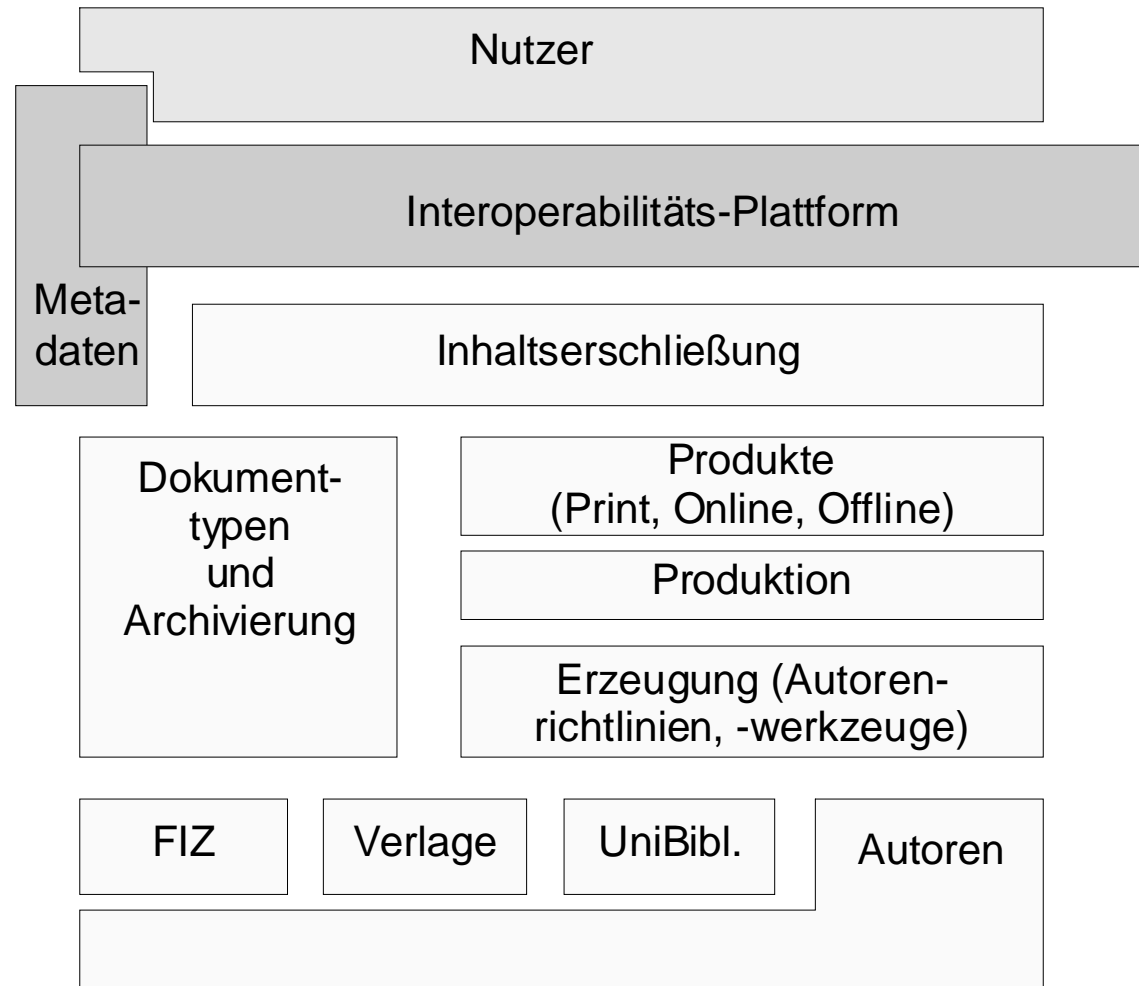 Nutzer
Interoperabilitäts-Plattform
Meta-
daten
Inhaltserschließung
Dokument-
typen
und
Archivierung
Produkte
(Print, Online, Offline)
Produktion
Erzeugung (Autoren-
richtlinien, -werkzeuge)
FIZ
Verlage
UniBibl.
Autoren